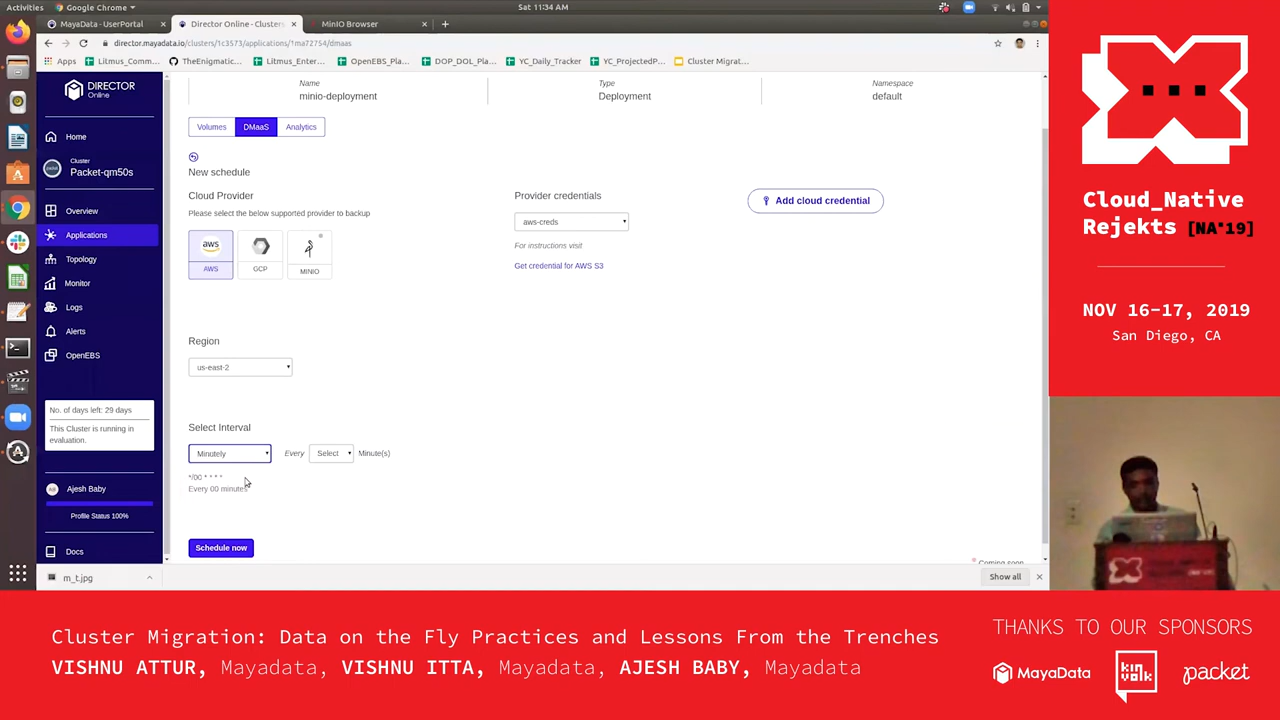 Activities
Google Chrome
Sat 11:34 AM
MayaData - UserPortal
Director Online - Clusters
MinIO Browser
director.mayadata.io/clusters/1c3573/applications/1ma72754/dmaas
Apps
Litmus_Comm...
TheEnigmatic...
Litmus_Enter...
OpenEBS_Pla...
DOP_DOL_Pla...
YC_Daily_Tracker
YC_ProjectedP...
Cluster Migrat...
DIRECTOR
Online
Home
Cluster
Packet-qm50s
Overview
Applications
Topology
Monitor
Logs
Alerts
OpenEBS
No. of days left: 29 days
This Cluster is running in
evaluation.
Ajesh Baby
Profile Status 100%
Docs
Name
minio-deployment
Type
Deployment
Namespace
default
Volumes
DMaaS
Analytics
New schedule
Cloud Provider
Please select the below supported provider to backup
aws
AWS
GCP
MINIO
Provider credentials
aws-creds
For instructions visit
Get credential for AWS S3
Add cloud credential
Region
us-east-2
Select Interval
Minutely
Every
Select
Minute(s)
*/00 * * * *
Every 00 minutes
Schedule now
Coming soon
m_t.jpg
Show all
Cloud_Native
Rejekts [NA'19]
NOV 16-17, 2019
San Diego, CA
Cluster Migration: Data on the Fly Practices and Lessons From the Trenches
VISHNU ATTUR, Mayadata, VISHNU ITTA, Mayadata, AJESH BABY, Mayadata
THANKS TO OUR SPONSORS
MayaData
kinvolk
packet